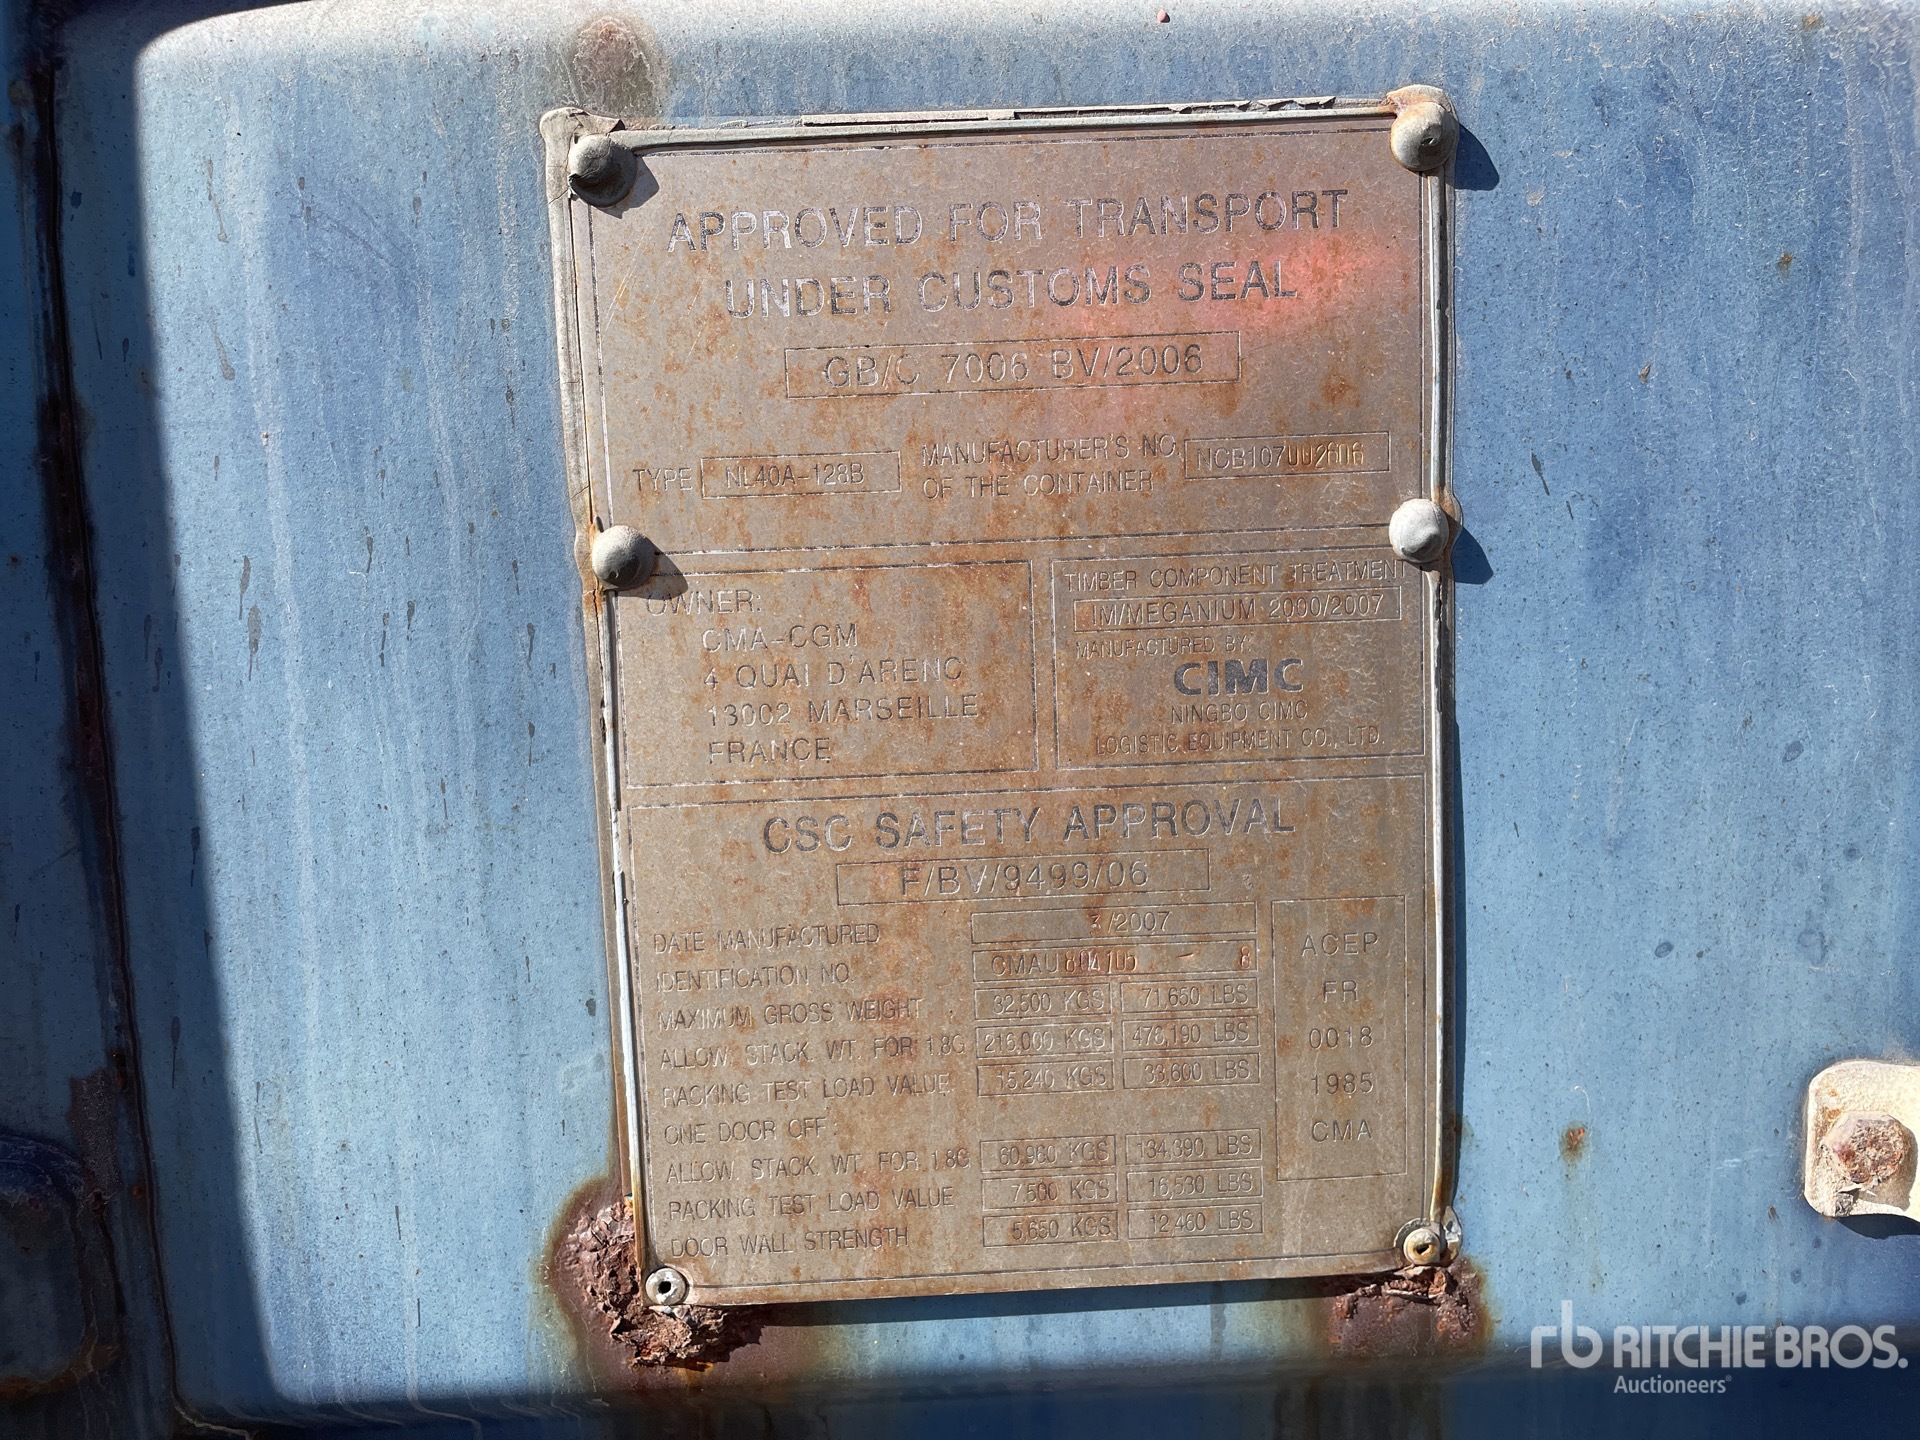 APPROVED FOR TRANSPORT
UNDER CUSTOMS SEAL
GB/C 7006 BV/2006
TYPE NL40A-128B MANUFACTURER'S NO.
OF THE CONTAINER
OWNER:
CMA-CGM
4 QUAI D'ARENC
13002 MARSEILLE
FRANCE
TIMBER COMPONENT TREATMENT
IM/MEGANIUM 2000/2007
MANUFACTURED BY:
CIMC
NINGBO CIMC
LOGISTIC EQUIPMENT CO., LTD.
CSC SAFETY APPROVAL
F/BV/9499/06
DATE MANUFACTURED 3/2007
IDENTIFICATION NO. CMAU 804105 - 8
MAXIMUM GROSS WEIGHT 32,500 KGS 71,650 LBS
ALLOW. STACK. WT. FOR 1.8G 216,000 KGS 476,190 LBS
RACKING TEST LOAD VALUE 15,240 KGS 33,600 LBS
ONE DOOR OFF:
ALLOW. STACK. WT. FOR 1.8G 60,960 KGS 134,390 LBS
RACKING TEST LOAD VALUE 7,500 KGS 16,530 LBS
DOOR WALL STRENGTH 5,650 KGS 12,460 LBS
ACEP
FR
0018
1985
CMA
rb RITCHIE BROS.
Auctioneers